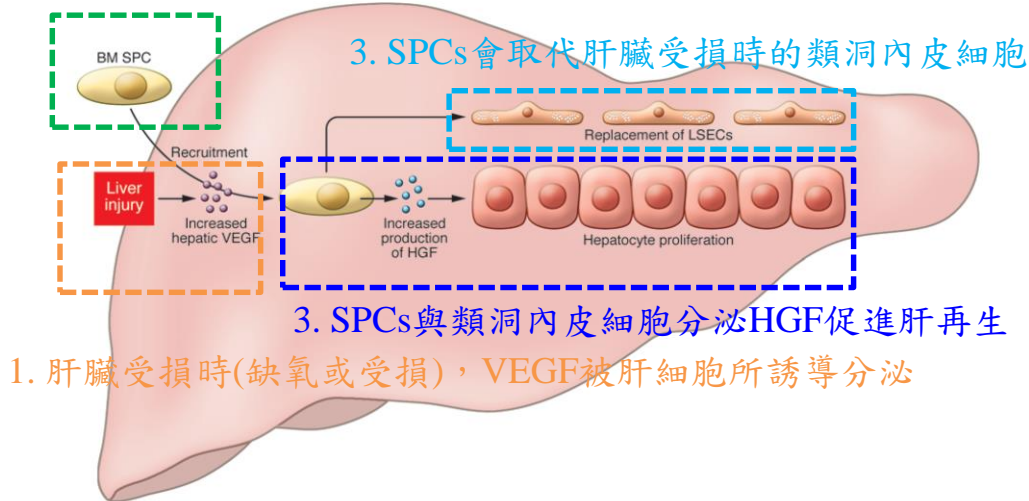 BM SPC
3. SPCs會取代肝臟受損時的類洞內皮細胞
Replacement of LSECs
Recruitment
Liver
injury
Increased
hepatic VEGF
Increased
production
of HGF
Hepatocyte proliferation
3. SPCs與類洞內皮細胞分泌HGF促進肝再生
1. 肝臟受損時(缺氧或受損)，VEGF被肝細胞所誘導分泌